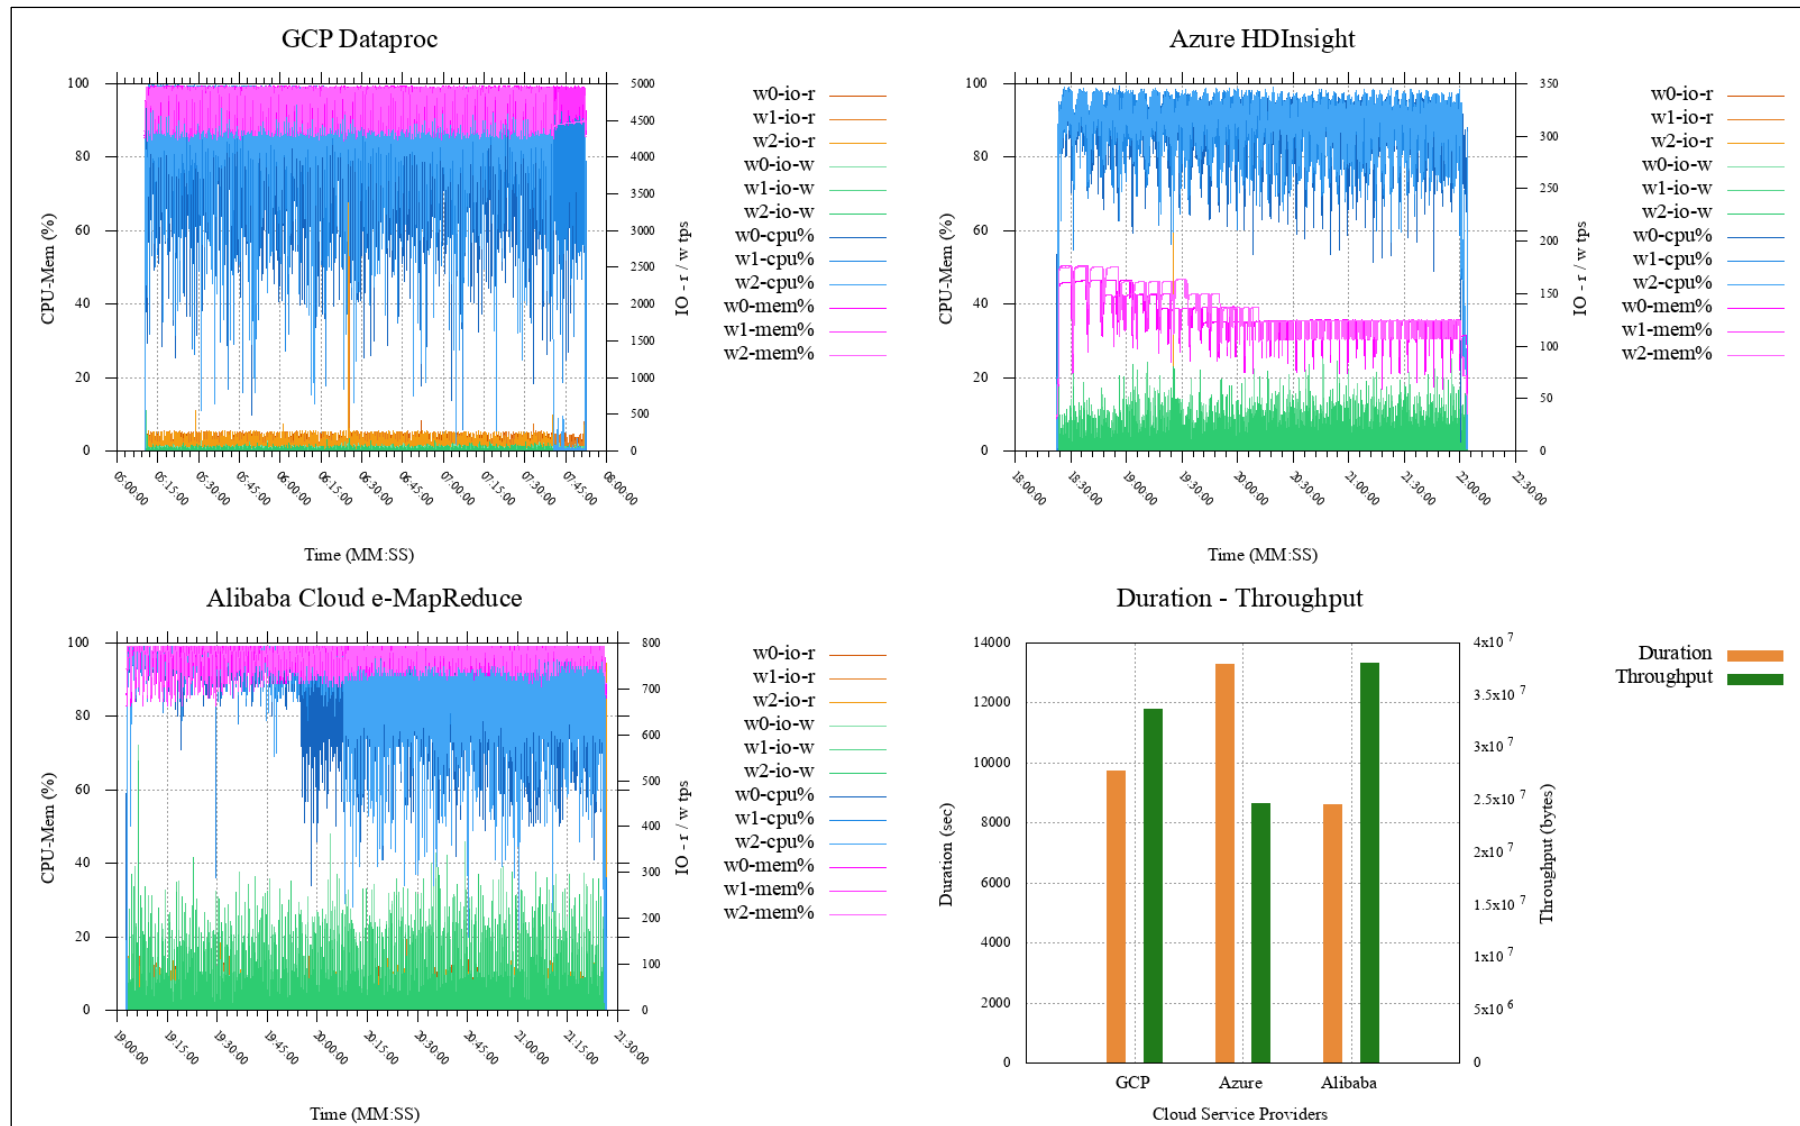 GCP Dataproc
CPU-Mem (%)
100
80
60
40
20
0
5000
4500
4000
3500
3000
2500
2000
1500
1000
500
0
IO - r / w tps
05:00:00
05:15:00
05:30:00
05:45:00
06:00:00
06:15:00
06:30:00
06:45:00
07:00:00
07:15:00
07:30:00
07:45:00
08:00:00
Time (MM:SS)
w0-io-r
w1-io-r
w2-io-r
w0-io-w
w1-io-w
w2-io-w
w0-cpu%
w1-cpu%
w2-cpu%
w0-mem%
w1-mem%
w2-mem%
Azure HDInsight
CPU-Mem (%)
100
80
60
40
20
0
350
300
250
200
150
100
50
0
IO - r / w tps
18:00:00
18:30:00
19:00:00
19:30:00
20:00:00
20:30:00
21:00:00
21:30:00
22:00:00
22:30:00
Time (MM:SS)
w0-io-r
w1-io-r
w2-io-r
w0-io-w
w1-io-w
w2-io-w
w0-cpu%
w1-cpu%
w2-cpu%
w0-mem%
w1-mem%
w2-mem%
Alibaba Cloud e-MapReduce
CPU-Mem (%)
100
80
60
40
20
0
800
700
600
500
400
300
200
100
0
IO - r / w tps
19:00:00
19:15:00
19:30:00
19:45:00
20:00:00
20:15:00
20:30:00
20:45:00
21:00:00
21:15:00
21:30:00
Time (MM:SS)
w0-io-r
w1-io-r
w2-io-r
w0-io-w
w1-io-w
w2-io-w
w0-cpu%
w1-cpu%
w2-cpu%
w0-mem%
w1-mem%
w2-mem%
Duration - Throughput
Duration (sec)
14000
12000
10000
8000
6000
4000
2000
0
4x10 7
3.5x10 7
3x10 7
2.5x10 7
2x10 7
1.5x10 7
1x10 7
5x10 6
0
Throughput (bytes)
GCP
Azure
Alibaba
Cloud Service Providers
Duration
Throughput